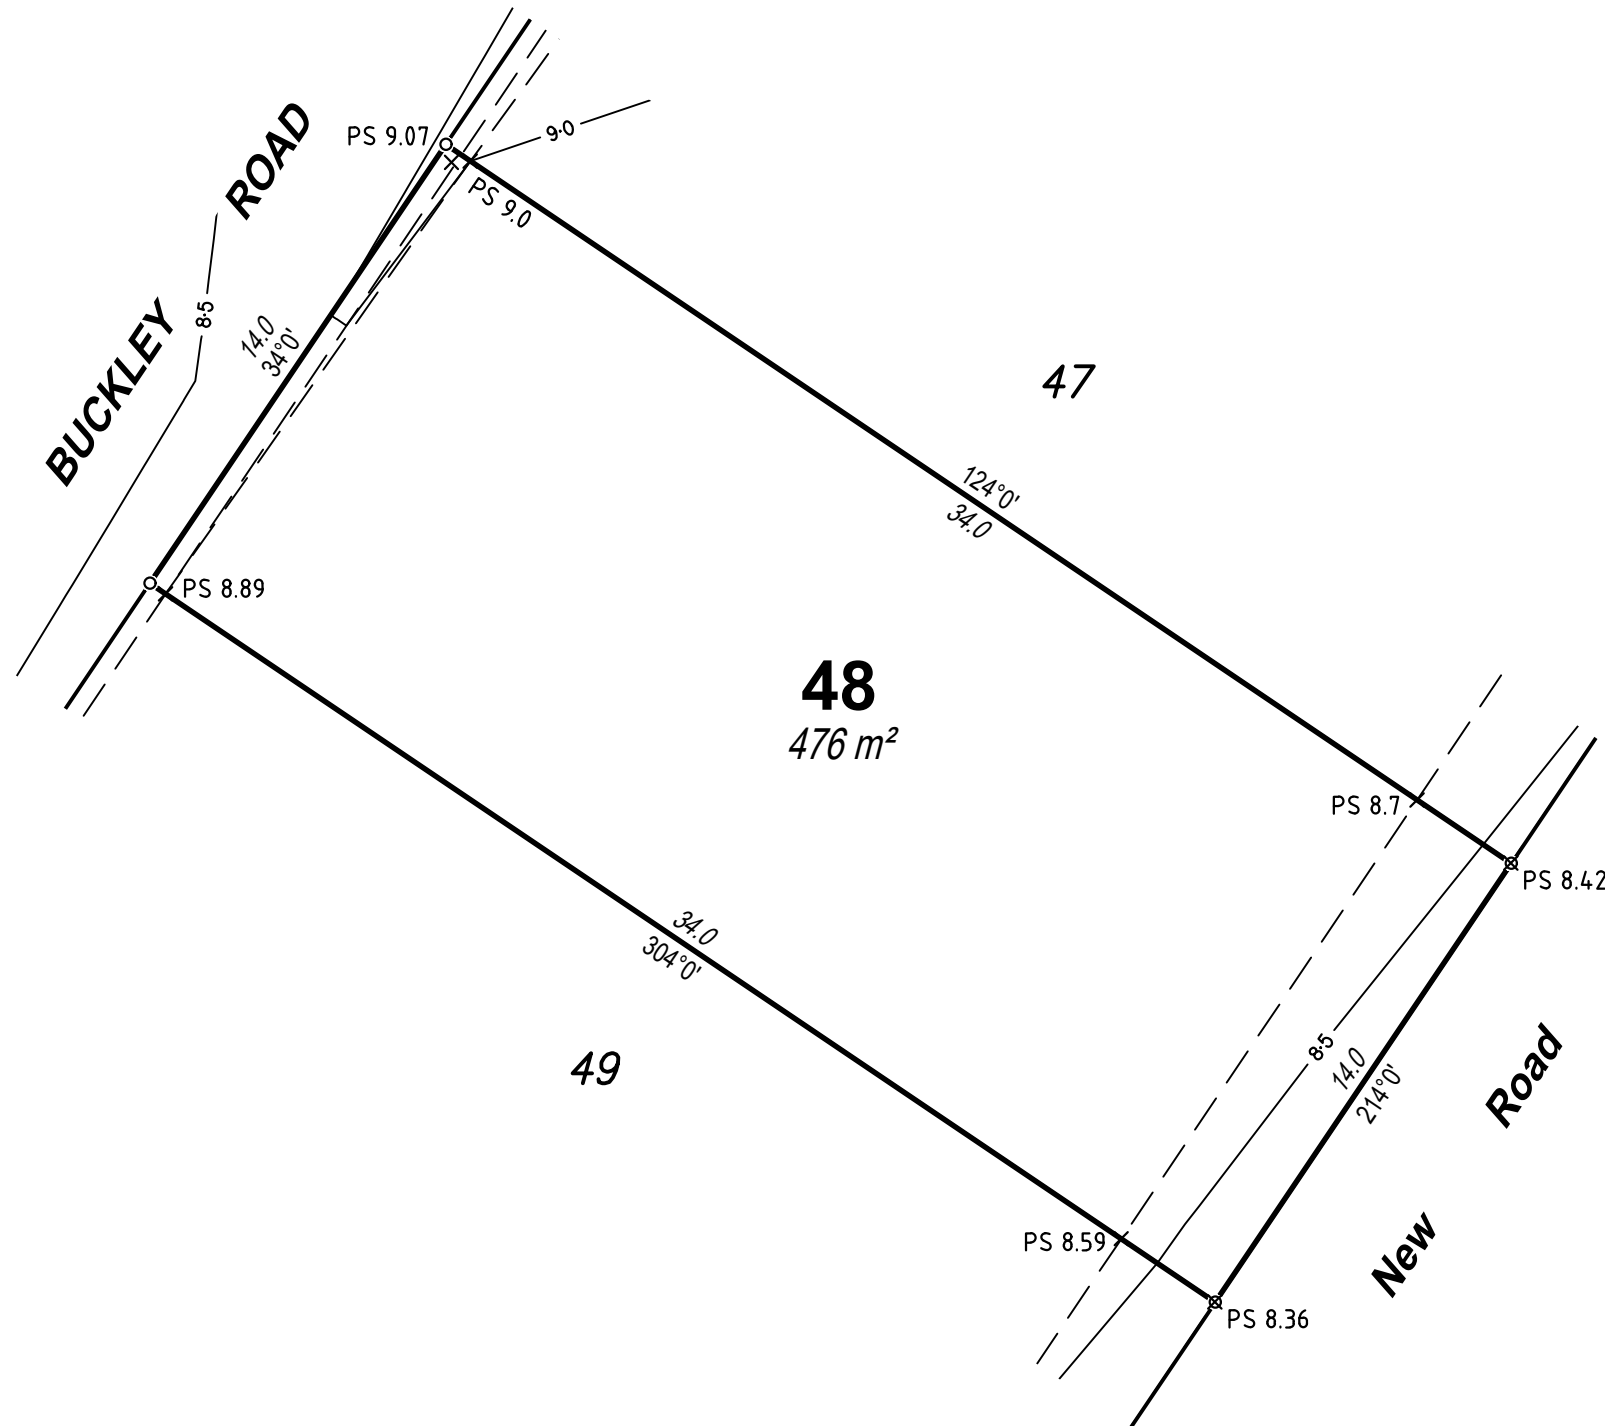 PS 9.07
9.0
PS 9.0
BUCKLEY ROAD
8.5
14.0
34°0'
47
124°0'
34.0
PS 8.89
48
476 m²
PS 8.7
PS 8.42
34.0
304°0'
49
8.5
14.0
214°0'
New Road
PS 8.59
PS 8.36